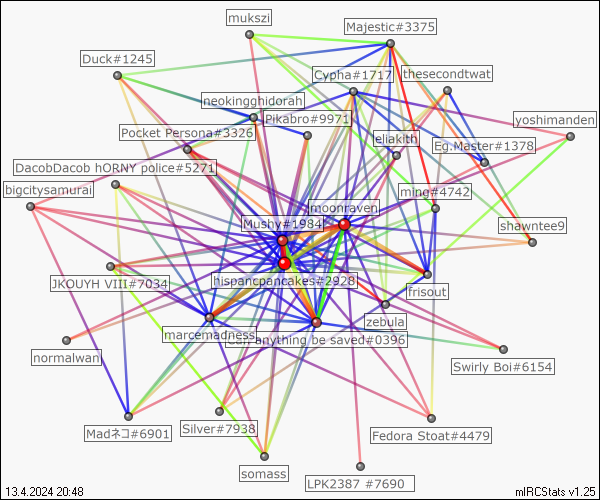 mukszi
Majestic#3375
Duck#1245
Cypha#1717
thesecondtwat
neokingghidorah
Pikabro#9971
yoshimanden
Pocket Persona#3326
eliakith
Eg.Master#1378
DacobDacob hORNY police#5271
bigcitysamurai
ming#4742
moonraven
Mushy#1984
shawntee9
JKOUYH VIII#7034
hispancpancakes#2928
frisout
zebula
marcemadness
anything be saved#0396
normalwan
Swirly Boi#6154
Madネコ#6901
Silver#7938
Fedora Stoat#4479
somass
LPK2387 #7690
13.4.2024 20:48
mIRCStats v1.25